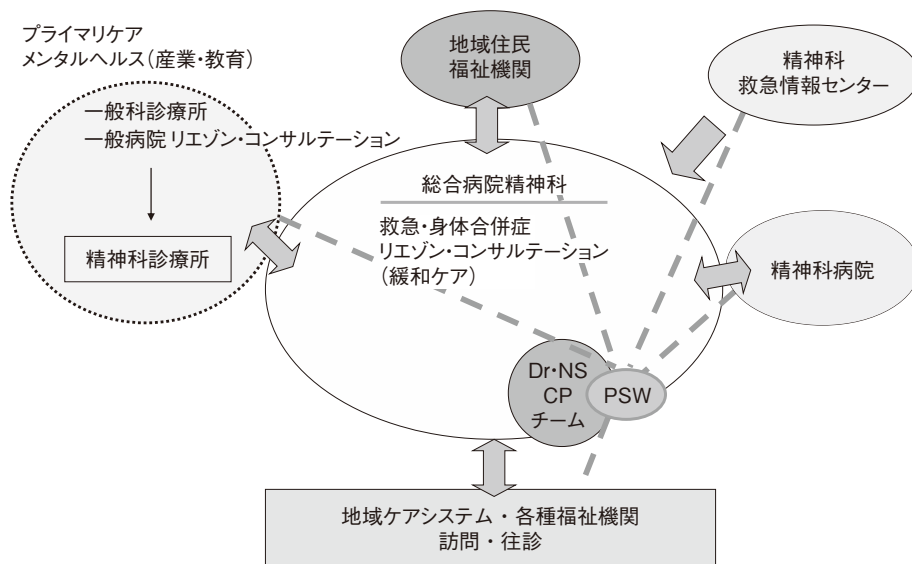 プライマリケア
メンタルヘルス（産業・教育）
一般科診療所
一般病院 リエゾン・コンサルテーション
精神科診療所
地域住民
福祉機関
精神科
救急情報センター
総合病院精神科
救急・身体合併症
リエゾン・コンサルテーション
（緩和ケア）
精神科病院
Dr・NS
CP
チーム
PSW
地域ケアシステム・各種福祉機関
訪問・往診